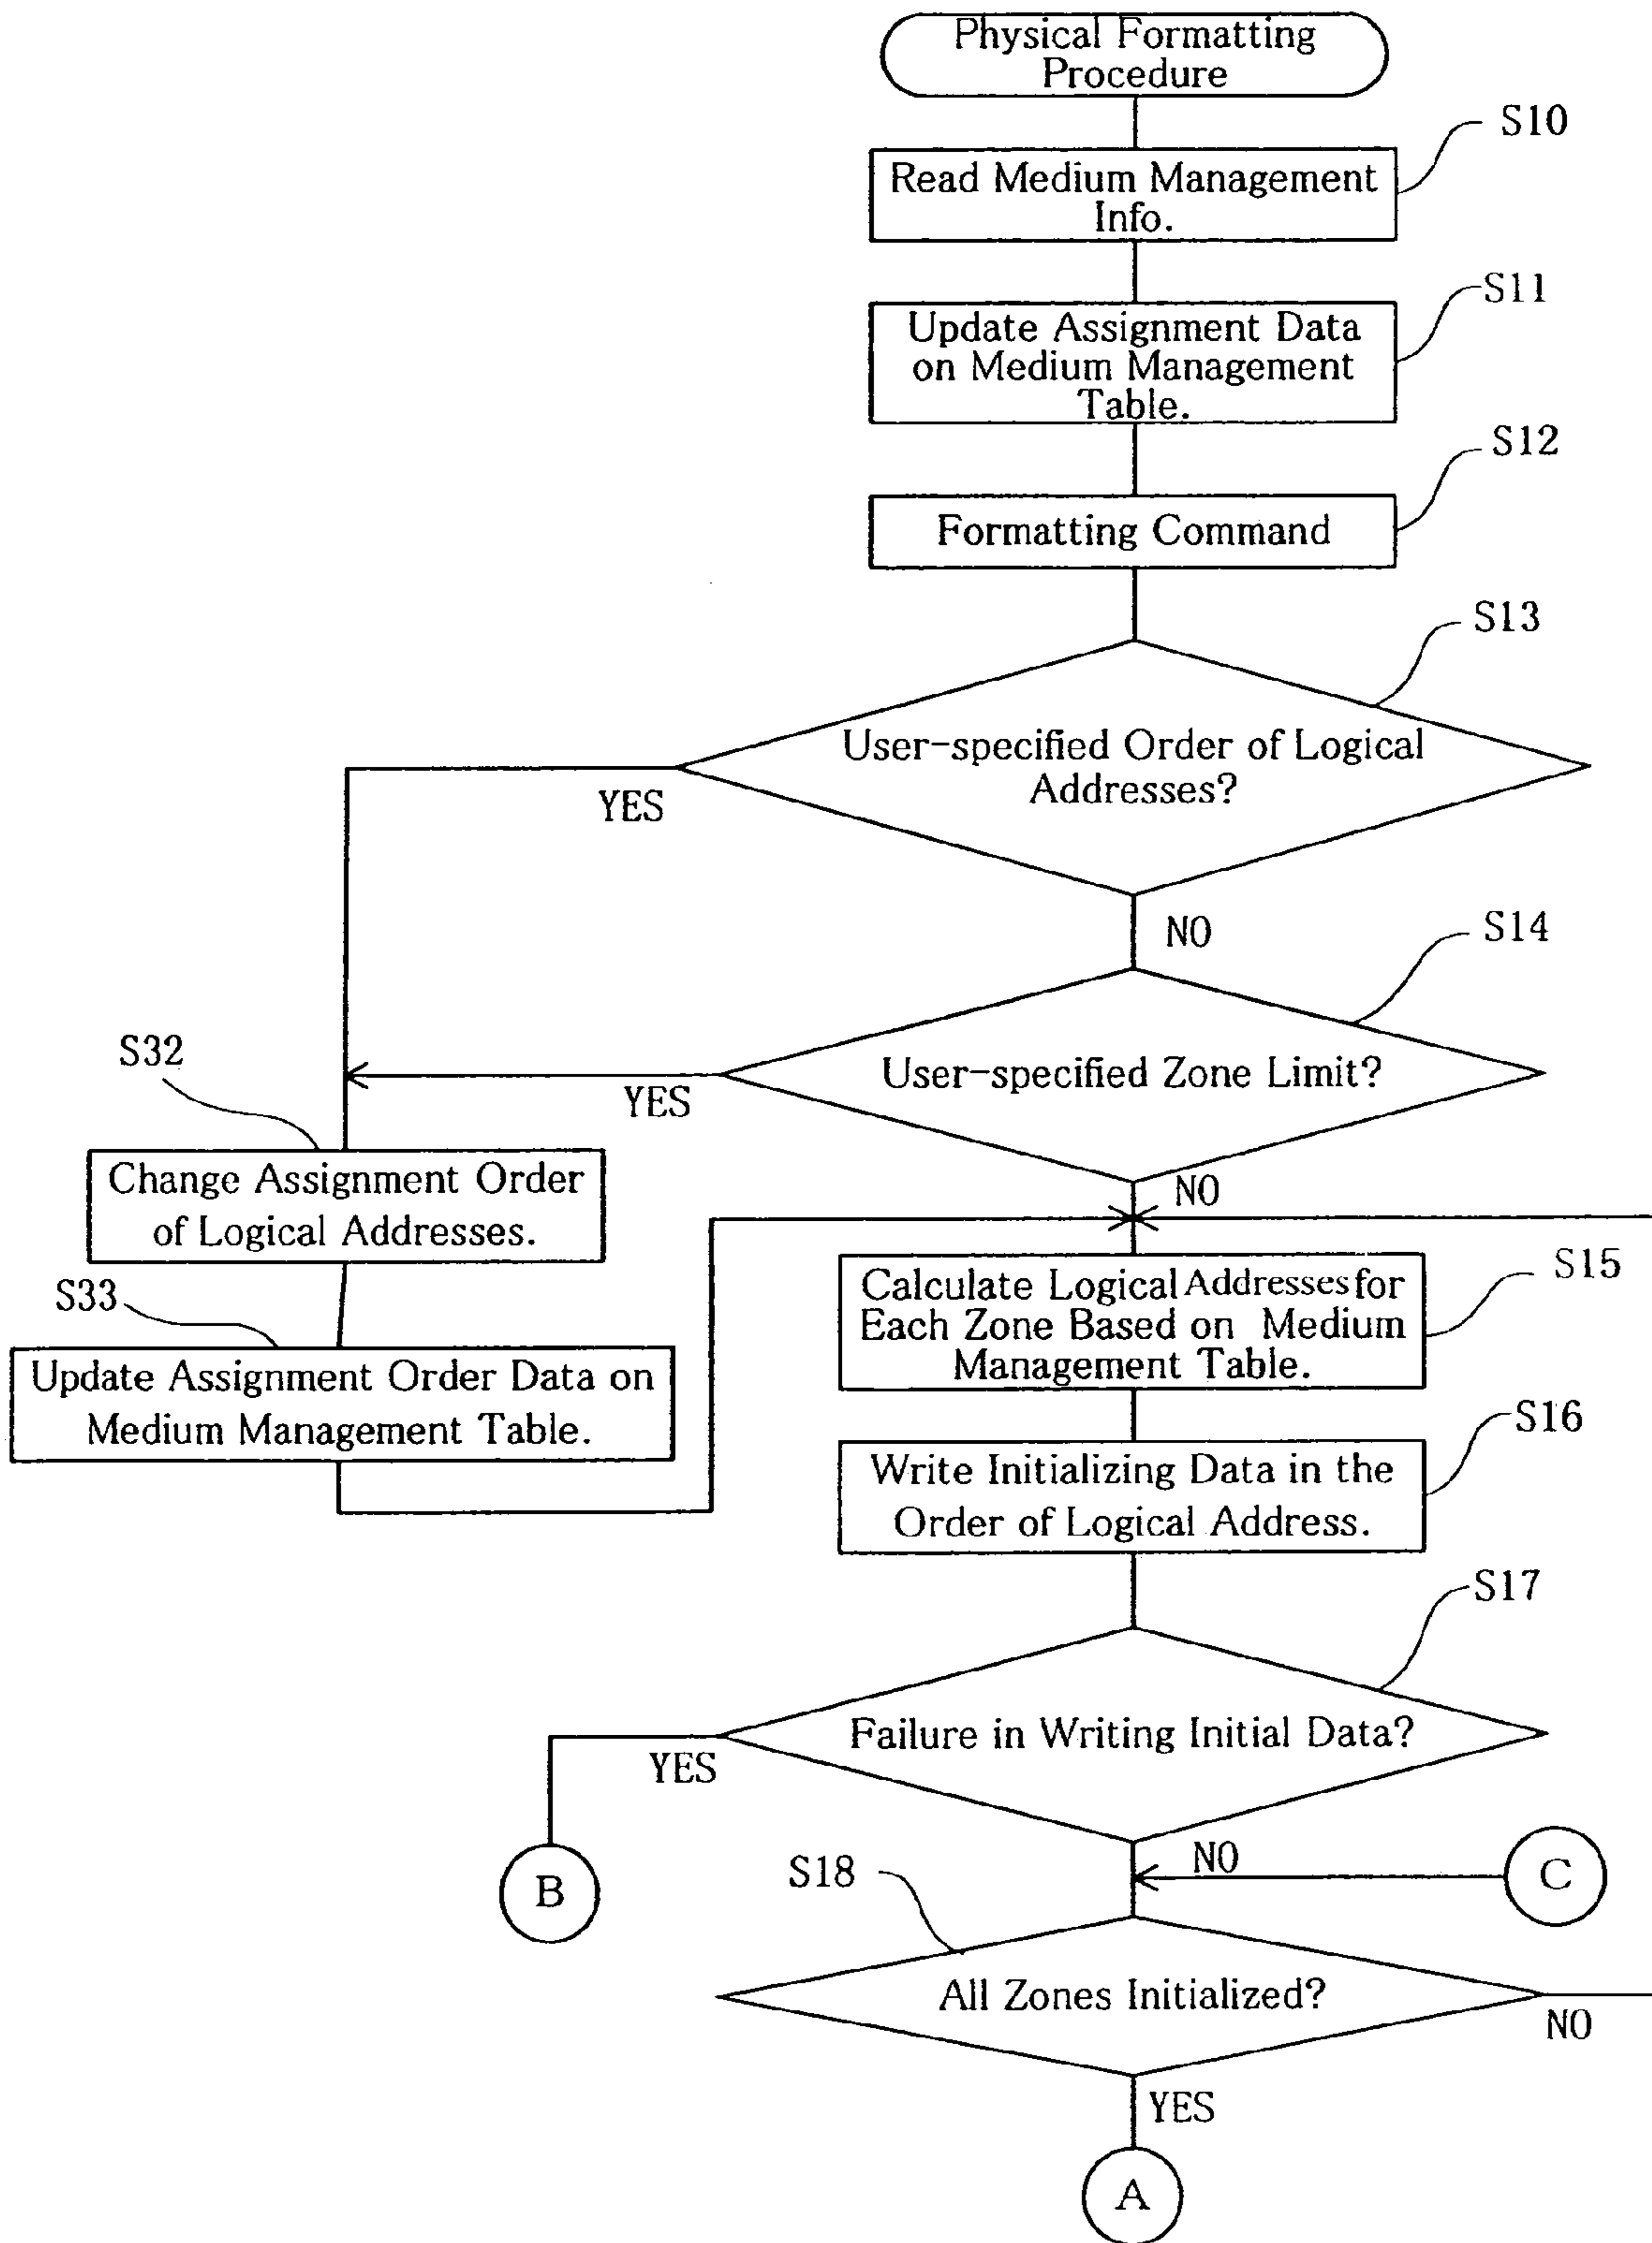 Physical Formatting
Procedure
S10
Read Medium Management
Info.
S11
Update Assignment Data
on Medium Management
Table.
S12
Formatting Command
S13
User-specified Order of Logical
Addresses?
YES
NO
S14
User-specified Zone Limit?
YES
NO
S32
Change Assignment Order
of Logical Addresses.
S33
Update Assignment Order Data on
Medium Management Table.
S15
Calculate Logical Addresses for
Each Zone Based on Medium
Management Table.
S16
Write Initializing Data in the
Order of Logical Address.
S17
Failure in Writing Initial Data?
YES
NO
B
C
S18
All Zones Initialized?
NO
YES
A